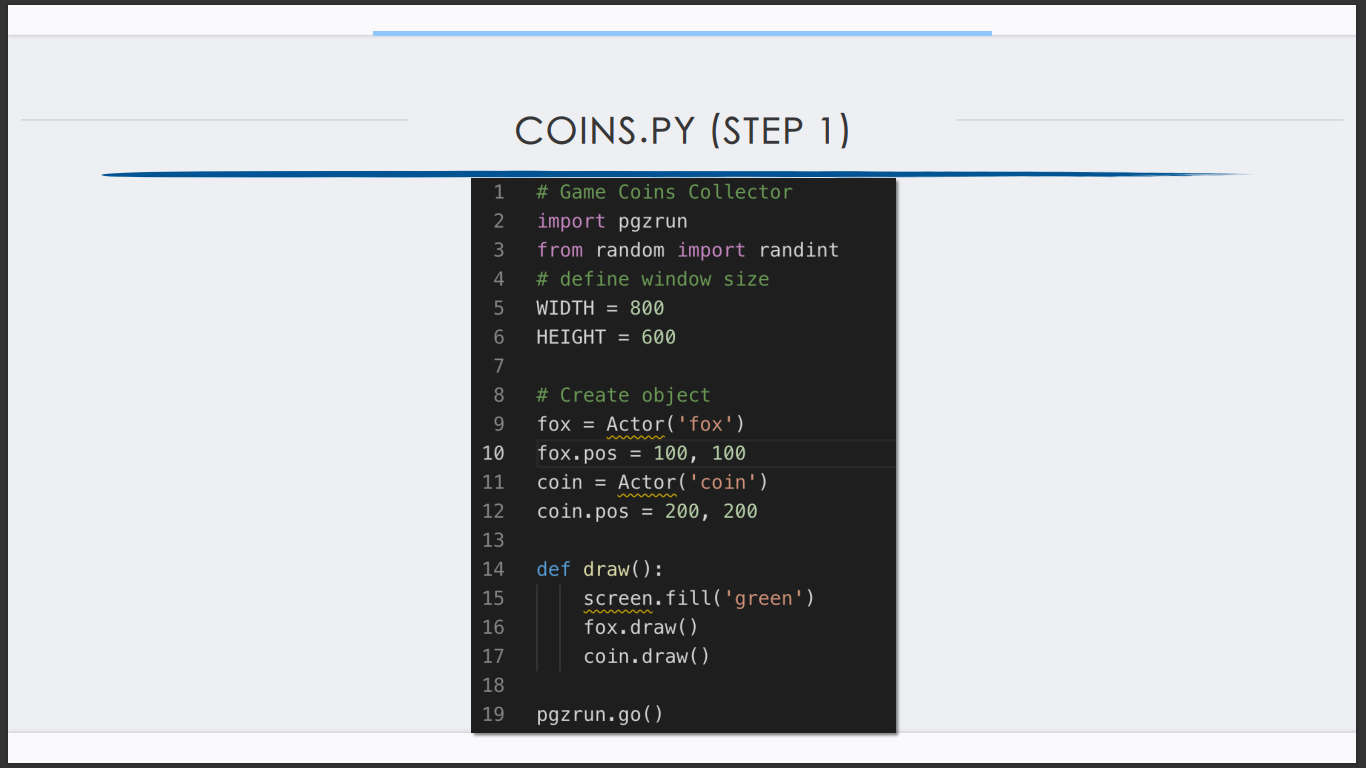 COINS.PY (STEP 1)
1 # Game Coins Collector
2 import pgzrun
3 from random import randint
4 # define window size
5 WIDTH = 800
6 HEIGHT = 600
7
8 # Create object
9 fox = Actor('fox')
10 fox.pos = 100, 100
11 coin = Actor('coin')
12 coin.pos = 200, 200
13
14 def draw():
15     screen.fill('green')
16     fox.draw()
17     coin.draw()
18
19 pgzrun.go()